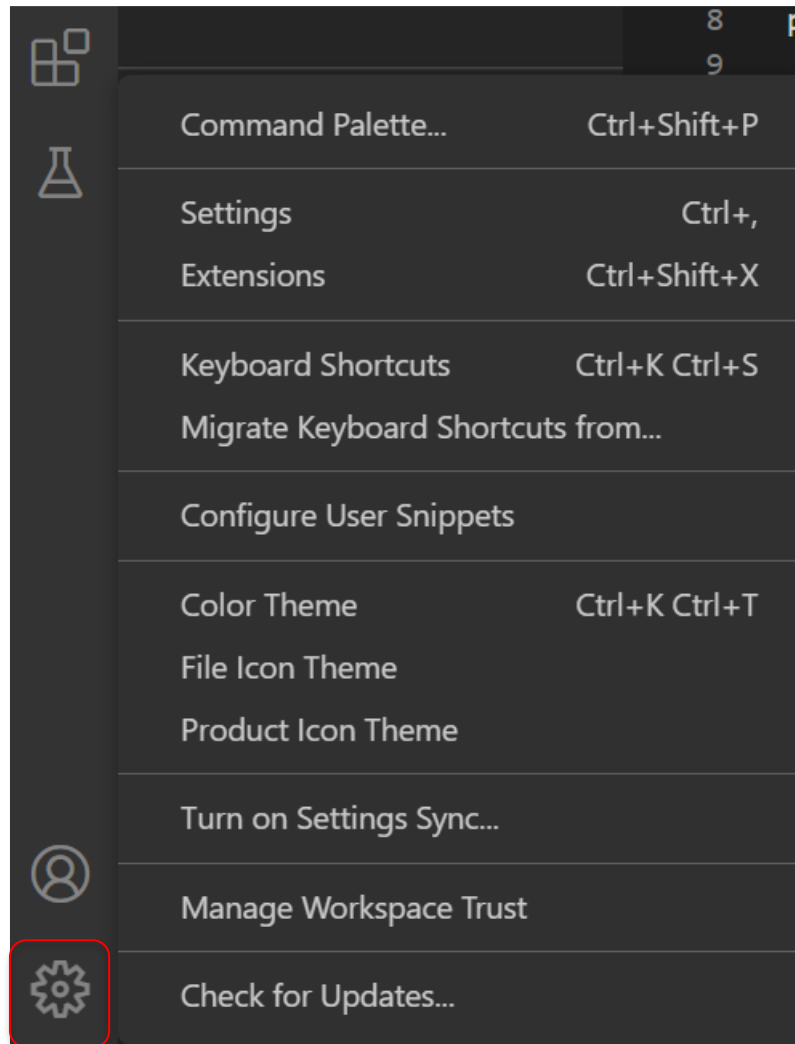 8
9
Command Palette... Ctrl+Shift+P
Settings Ctrl+,
Extensions Ctrl+Shift+X
Keyboard Shortcuts Ctrl+K Ctrl+S
Migrate Keyboard Shortcuts from...
Configure User Snippets
Color Theme Ctrl+K Ctrl+T
File Icon Theme
Product Icon Theme
Turn on Settings Sync...
Manage Workspace Trust
Check for Updates...